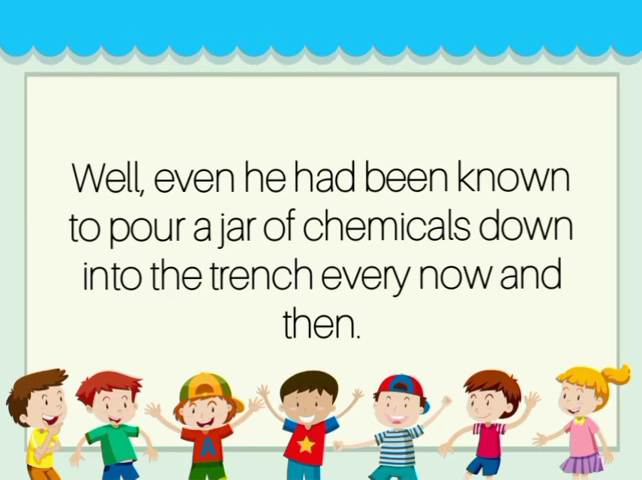 Well, even he had been known
to pour a jar of chemicals down
into the trench every now and
then.
A